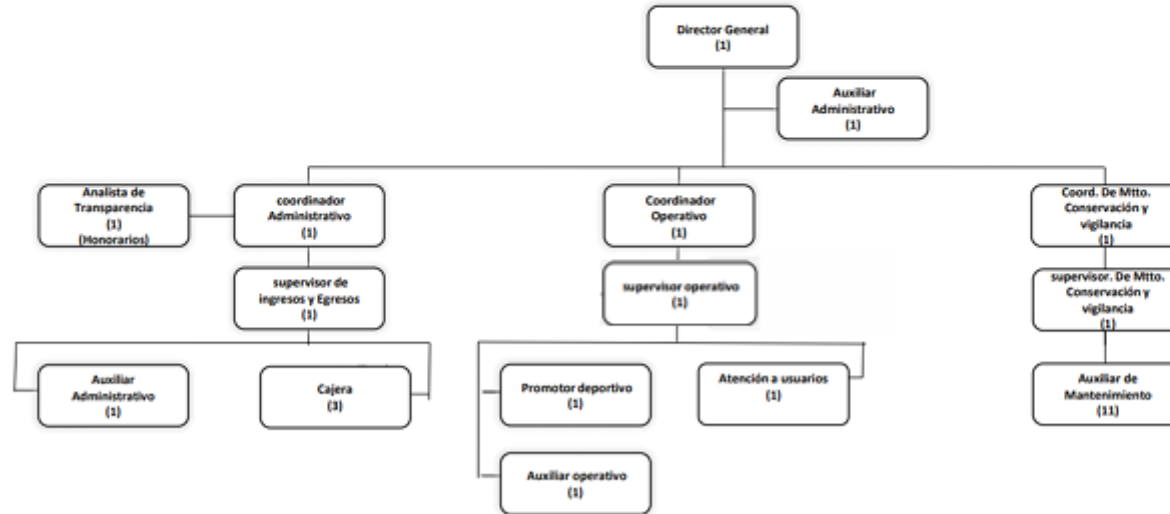 Director General
(1)
Auxiliar
Administrativo
(1)
Analista de
Transparencia
(1)
(Honorarios)
coordinador
Administrativo
(1)
Coordinador
Operativo
(1)
Coord. De Mtto.
Conservación y
vigilancia
(1)
supervisor de
ingresos y Egresos
(1)
supervisor operativo
(1)
supervisor. De Mtto.
Conservación y
vigilancia
(1)
Auxiliar
Administrativo
(1)
Cajera
(3)
Promotor deportivo
(1)
Atención a usuarios
(1)
Auxiliar de
Mantenimiento
(11)
Auxiliar operativo
(1)